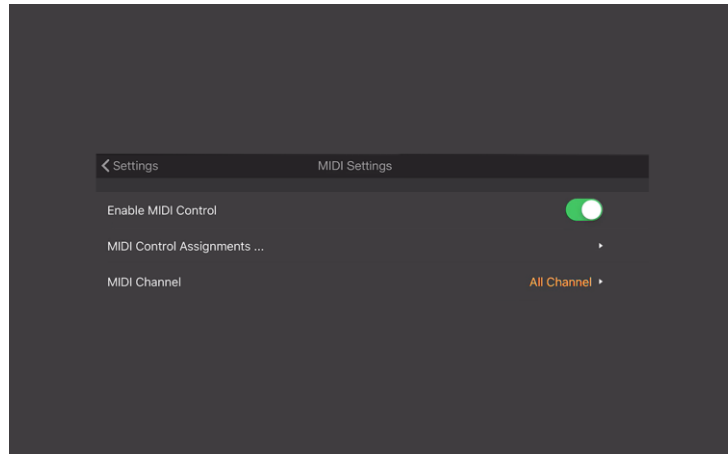 Settings MIDI Settings
Enable MIDI Control
MIDI Control Assignments ...
MIDI Channel All Channel